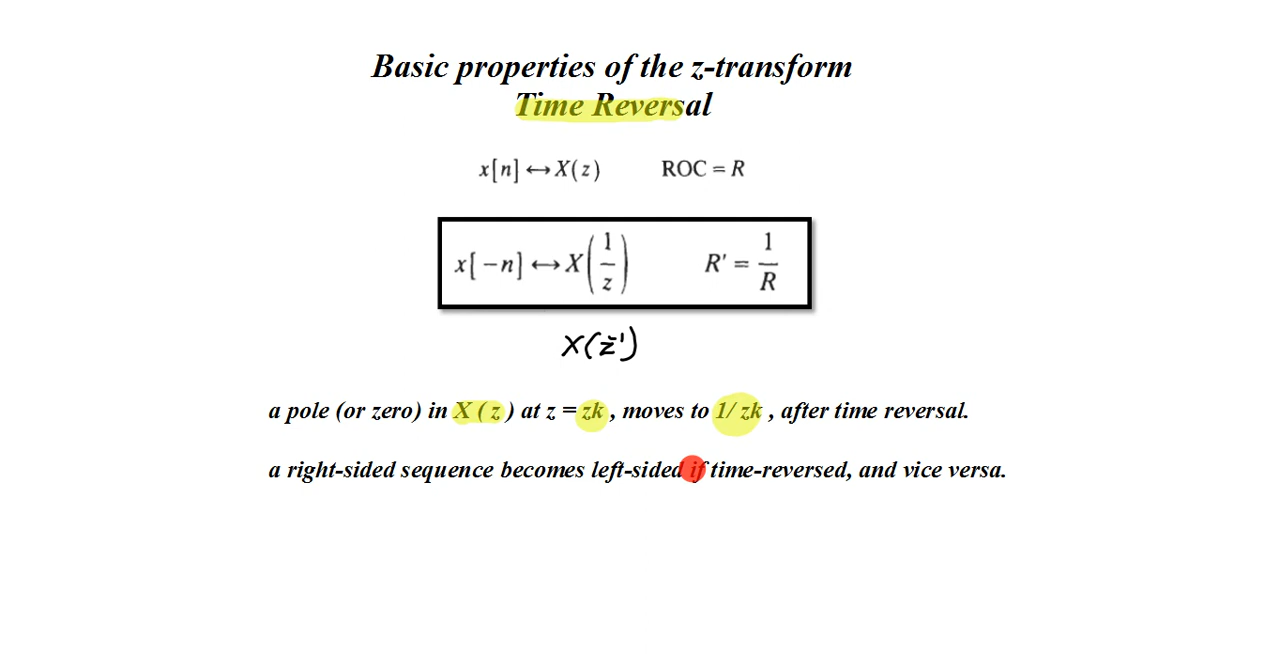 Basic properties of the z-transform
Time Reversal
x[n] ↔ X(z) ROC = R
x[−n] ↔ X(1/z) R' = 1/R
X(z⁻¹)
a pole (or zero) in X ( z ) at z = zk , moves to 1/ zk , after time reversal.
a right-sided sequence becomes left-sided if time-reversed, and vice versa.